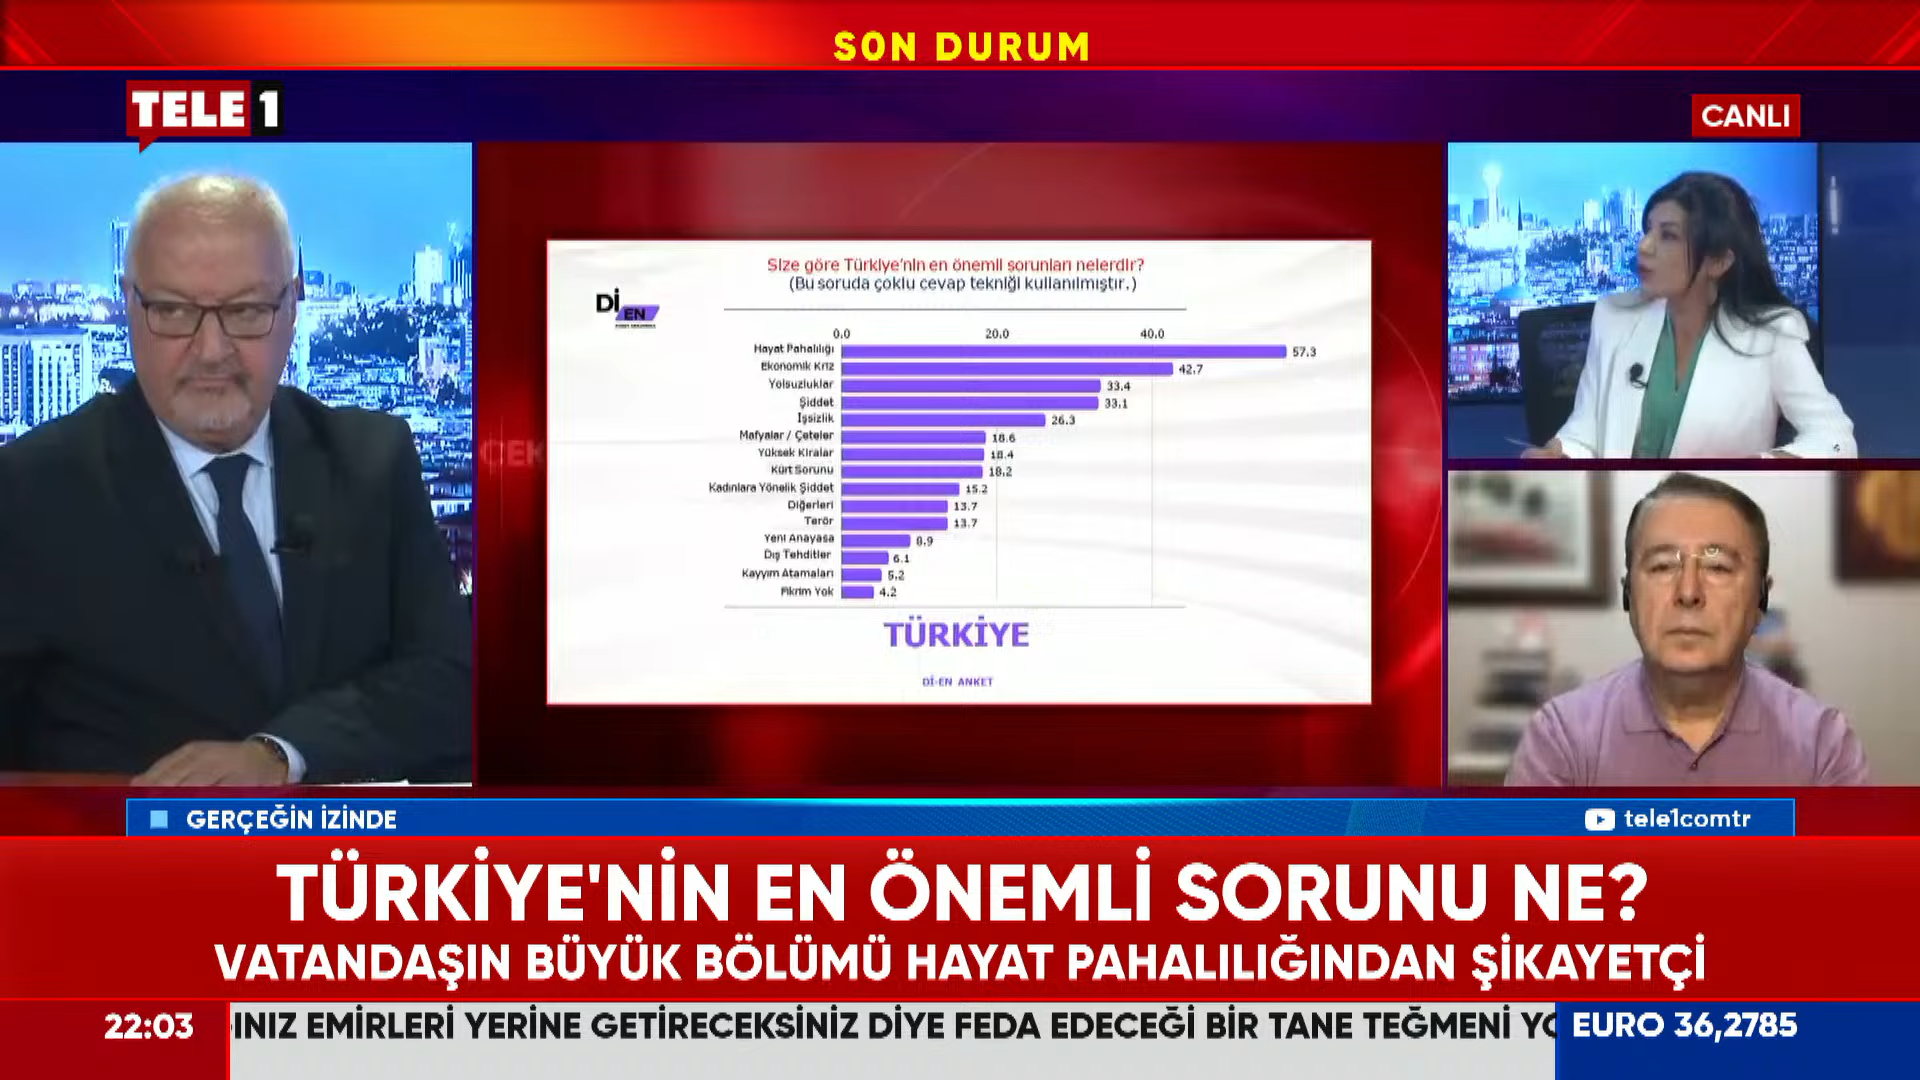 SON DURUM
TELE 1
CANLI
Size göre Türkiye'nin en önemli sorunları nelerdir?
(Bu soruda çoklu cevap tekniği kullanılmıştır.)
Dİ EN
0.0 20.0 40.0
Hayat Pahalılığı 57.3
Ekonomik Kriz 42.7
Yolsuzluklar 33.4
Şiddet 33.1
İşsizlik 26.3
Mafyalar / Çeteler 18.6
Yüksek Kiralar 18.4
Kürt Sorunu 18.2
Kadınlara Yönelik Şiddet 15.2
Diğerleri 13.7
Terör 13.7
Yeni Anayasa 8.9
Dış Tehditler 6.1
Kayyım Atamaları 5.2
Fikrim Yok 4.2
TÜRKİYE
Dİ-EN ANKET
GERÇEĞİN İZİNDE
tele1comtr
TÜRKİYE'NİN EN ÖNEMLİ SORUNU NE?
VATANDAŞIN BÜYÜK BÖLÜMÜ HAYAT PAHALILIĞINDAN ŞİKAYETÇİ
22:03 INIZ EMİRLERİ YERİNE GETİRECEKSİNİZ DİYE FEDA EDECEĞİ BİR TANE TEĞMENİ EURO 36,2785